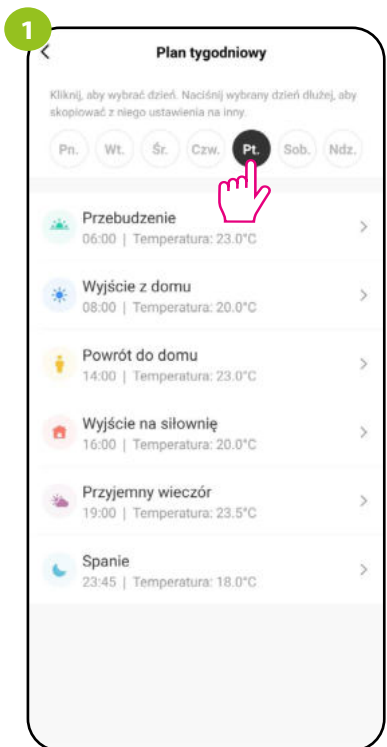 1
Plan tygodniowy
Kliknij, aby wybrać dzień. Naciśnij wybrany dzień dłużej, aby
skopiować z niego ustawienia na inny.
Pn. Wt. Śr. Czw. Pt. Sob. Ndz.
Przebudzenie
06:00 | Temperatura: 23.0°C
Wyjście z domu
08:00 | Temperatura: 20.0°C
Powrót do domu
14:00 | Temperatura: 23.0°C
Wyjście na siłownię
16:00 | Temperatura: 20.0°C
Przyjemny wieczór
19:00 | Temperatura: 23.5°C
Spanie
23:45 | Temperatura: 18.0°C